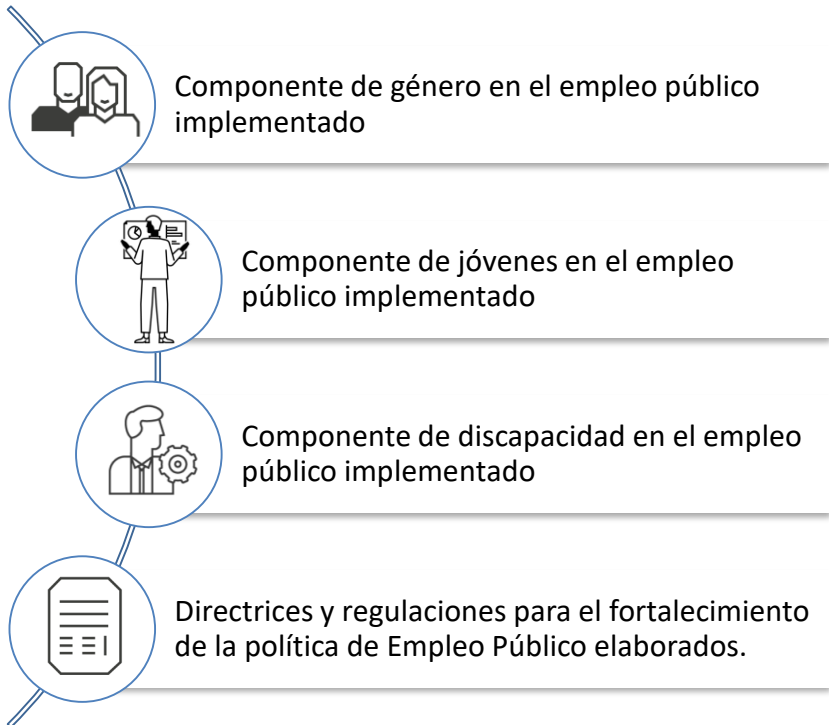 Componente de género en el empleo público
implementado
Componente de jóvenes en el empleo
público implementado
Componente de discapacidad en el empleo
público implementado
Directrices y regulaciones para el fortalecimiento
de la política de Empleo Público elaborados.